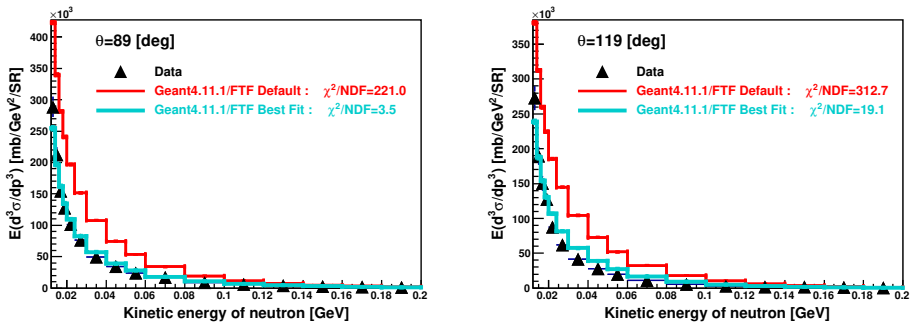 ×10³
θ=89 [deg]
Data
Geant4.11.1/FTF Default : χ²/NDF=221.0
Geant4.11.1/FTF Best Fit : χ²/NDF=3.5
E(d³σ/dp³) [mb/GeV²/SR]
400
350
300
250
200
150
100
50
0
0.02 0.04 0.06 0.08 0.1 0.12 0.14 0.16 0.18 0.2
Kinetic energy of neutron [GeV]
×10³
θ=119 [deg]
Data
Geant4.11.1/FTF Default : χ²/NDF=312.7
Geant4.11.1/FTF Best Fit : χ²/NDF=19.1
E(d³σ/dp³) [mb/GeV²/SR]
350
300
250
200
150
100
50
0
0.02 0.04 0.06 0.08 0.1 0.12 0.14 0.16 0.18 0.2
Kinetic energy of neutron [GeV]